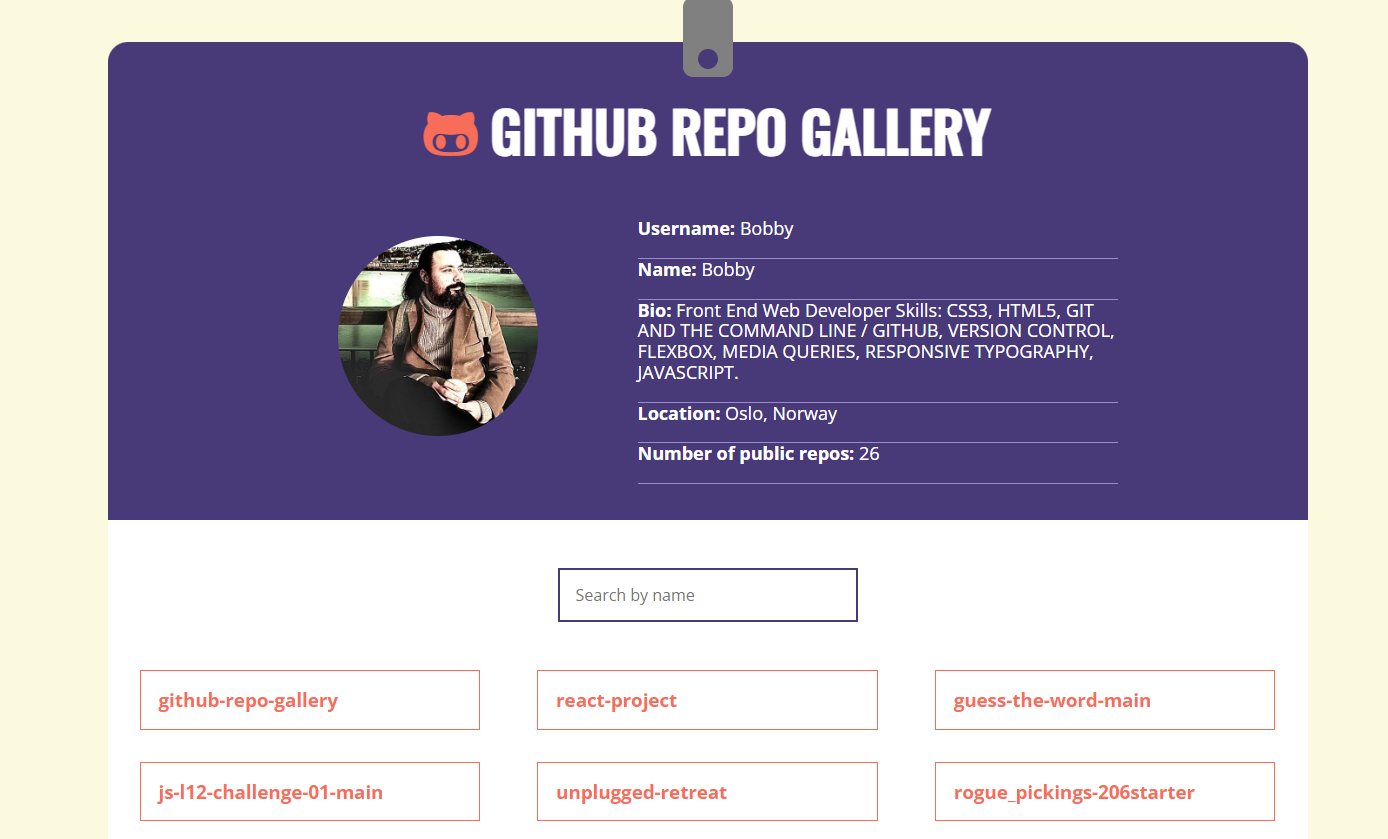 GITHUB REPO GALLERY
Username: Bobby
Name: Bobby
Bio: Front End Web Developer Skills: CSS3, HTML5, GIT
AND THE COMMAND LINE / GITHUB, VERSION CONTROL,
FLEXBOX, MEDIA QUERIES, RESPONSIVE TYPOGRAPHY,
JAVASCRIPT.
Location: Oslo, Norway
Number of public repos: 26
Search by name
github-repo-gallery
react-project
guess-the-word-main
js-l12-challenge-01-main
unplugged-retreat
rogue_pickings-206starter